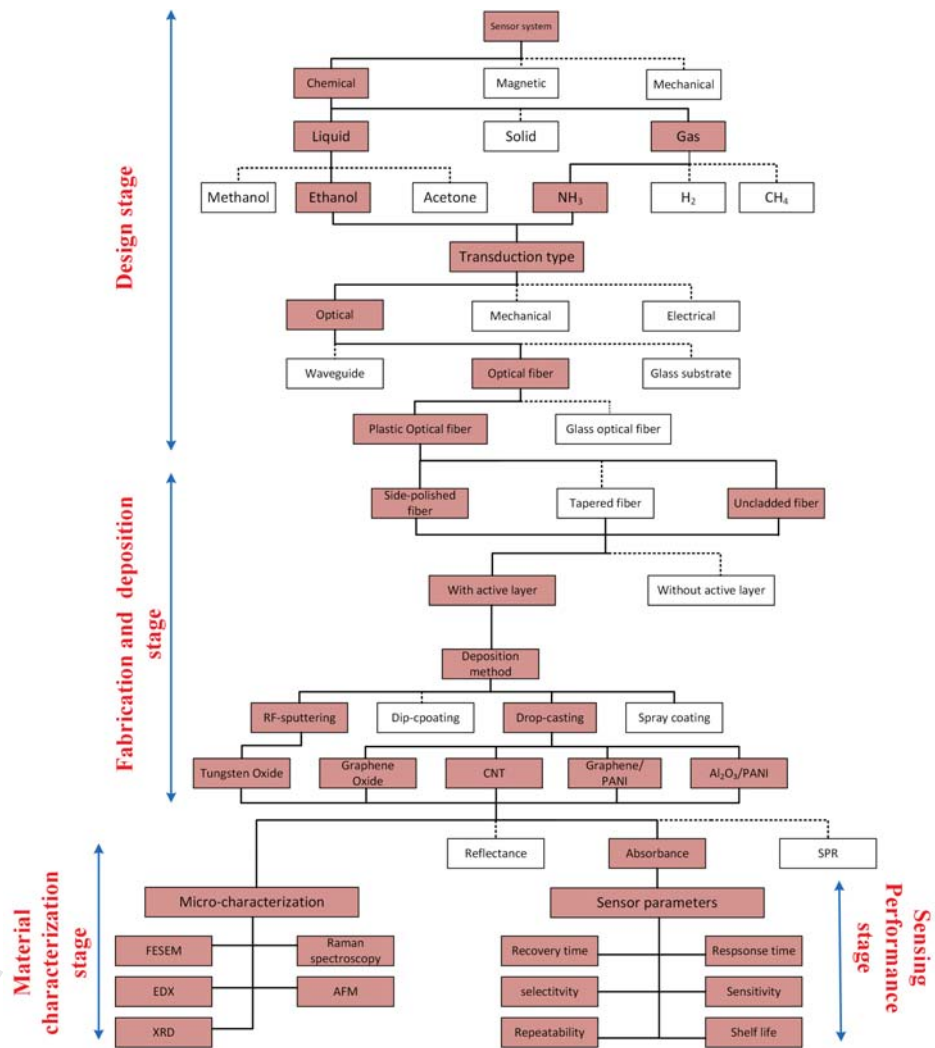 Sensor system
Chemical
Magnetic
Mechanical
Liquid
Solid
Gas
Methanol
Ethanol
Acetone
NH₃
H₂
CH₄
Transduction type
Optical
Mechanical
Electrical
Waveguide
Optical fiber
Glass substrate
Plastic Optical fiber
Glass optical fiber
Design stage
Side-polished
fiber
Tapered fiber
Uncladded fiber
With active layer
Without active layer
Deposition
method
RF-sputtering
Dip-cpoating
Drop-casting
Spray coating
Tungsten Oxide
Graphene
Oxide
CNT
Graphene/
PANI
Al₂O₃/PANI
Fabrication and deposition
stage
Reflectance
Absorbance
SPR
Micro-characterization
Sensor parameters
FESEM
Raman
spectroscopy
EDX
AFM
XRD
Recovery time
Respsonse time
selectitvity
Sensitivity
Repeatability
Shelf life
Material
characterization
stage
Sensing
Performance
stage